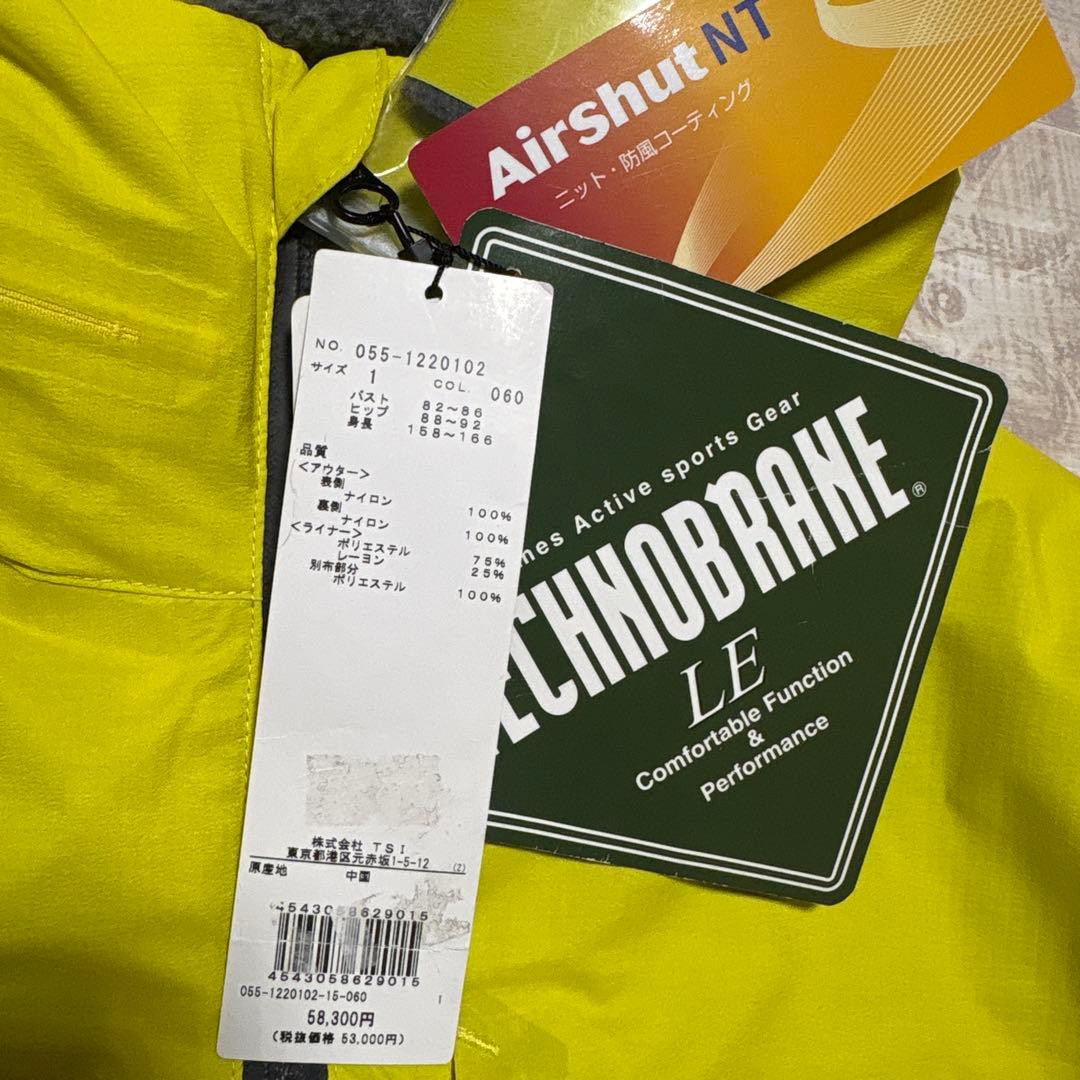 Airshut NT
ニット・防風コーティング
NO. 055-1220102
サイズ 1 COL. 060
バスト 82～86
ヒップ 88～92
身長 158～166
品質
＜アウター＞
表側
ナイロン 100%
裏側
ナイロン 100%
＜ライナー＞
ポリエステル 75%
レーヨン 25%
別布部分
ポリエステル 100%
株式会社 TSI
東京都港区元赤坂1-5-12 (2)
原産地 中国
4543058629015
4543058629015
055-1220102-15-060 1
58,300円
(税抜価格 53,000円)
Active sports Gear
ECHNOBRANE®
LE
Comfortable Function
&
Performance